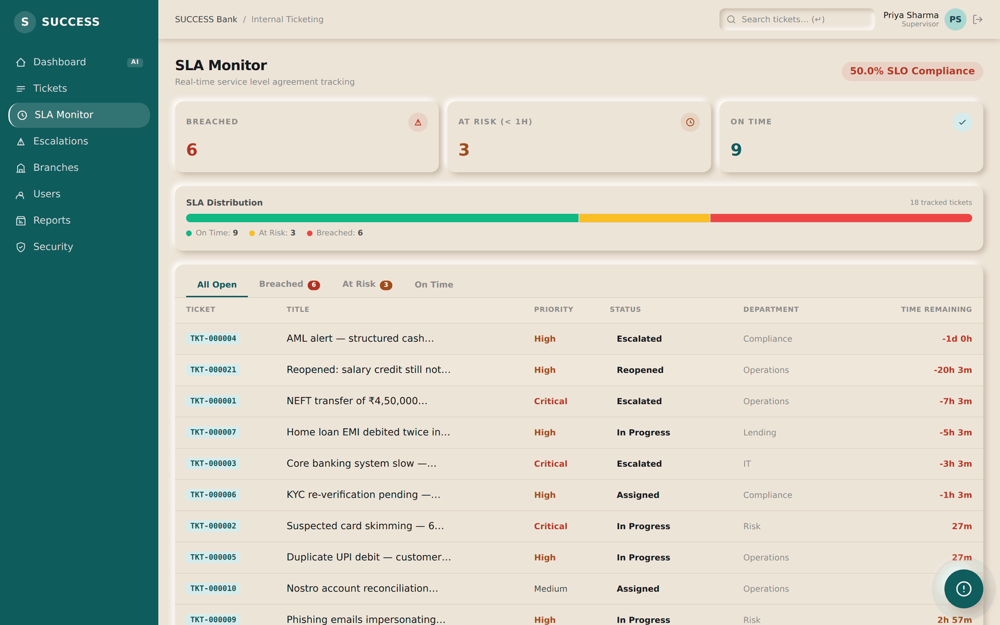 S SUCCESS
Dashboard AI
Tickets
SLA Monitor
Escalations
Branches
Users
Reports
Security
SUCCESS Bank / Internal Ticketing
Search tickets... (↵)
Priya Sharma
Supervisor
PS
SLA Monitor
Real-time service level agreement tracking
50.0% SLO Compliance
BREACHED
6
AT RISK (< 1H)
3
ON TIME
9
SLA Distribution
18 tracked tickets
On Time: 9 At Risk: 3 Breached: 6
All Open Breached 6 At Risk 3 On Time
TICKET TITLE PRIORITY STATUS DEPARTMENT TIME REMAINING
TKT-000004 AML alert — structured cash... High Escalated Compliance -1d 0h
TKT-000021 Reopened: salary credit still not... High Reopened Operations -20h 3m
TKT-000001 NEFT transfer of ₹4,50,000... Critical Escalated Operations -7h 3m
TKT-000007 Home loan EMI debited twice in... High In Progress Lending -5h 3m
TKT-000003 Core banking system slow —... Critical Escalated IT -3h 3m
TKT-000006 KYC re-verification pending —... High Assigned Compliance -1h 3m
TKT-000002 Suspected card skimming — 6... Critical In Progress Risk 27m
TKT-000005 Duplicate UPI debit — customer... High In Progress Operations 27m
TKT-000010 Nostro account reconciliation... Medium Assigned Operations
TKT-000009 Phishing emails impersonating... High In Progress Risk 2h 57m